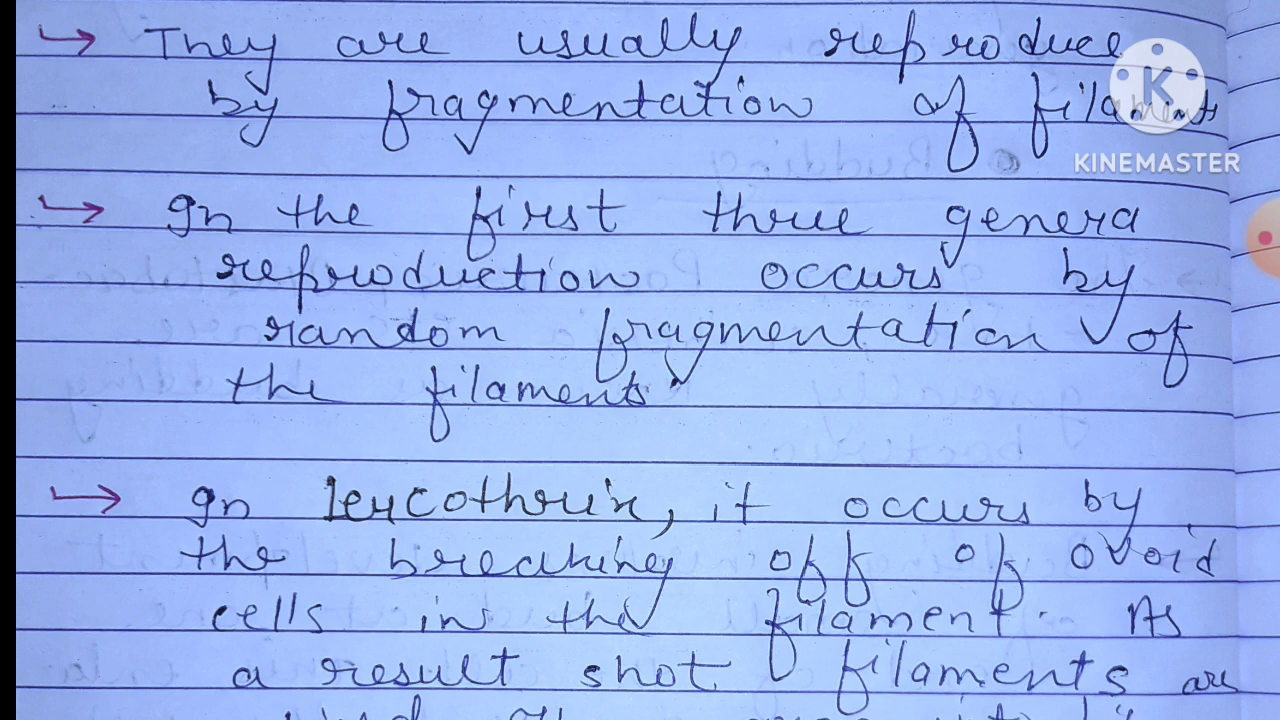 → They are usually reproduce
by fragmentation of filaments
KINEMASTER
→ In the first three genera
reproduction occurs by
random fragmentation of
the filaments.
→ In leucothrix, it occurs by
the breaking off of ovoid
cells in the filament. As
a result shot filaments are